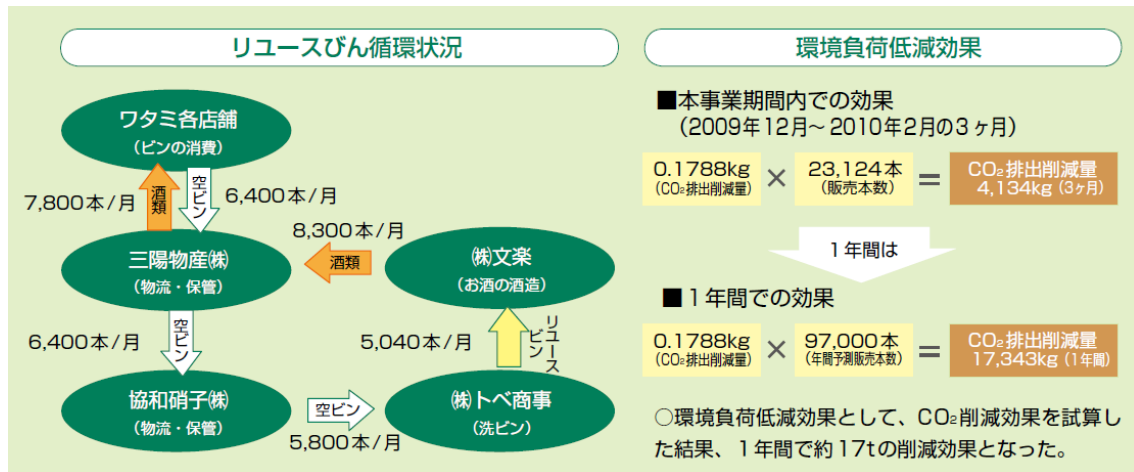 リユースびん循環状況
ワタミ各店舗
（ビンの消費）
7,800本/月
酒類
空ビン
6,400本/月
8,300本/月
三陽物産㈱
（物流・保管）
酒類
㈱文楽
（お酒の酒造）
6,400本/月
空ビン
5,040本/月
リユース
ビン
協和硝子㈱
（物流・保管）
空ビン
5,800本/月
㈱トベ商事
（洗ビン）
環境負荷低減効果
■本事業期間内での効果
（2009年12月～2010年2月の3ヶ月）
0.1788kg
（CO₂排出削減量）
×
23,124本
（販売本数）
＝
CO₂排出削減量
4,134kg（3ヶ月）
1年間は
■1年間での効果
0.1788kg
（CO₂排出削減量）
×
97,000本
（年間予測販売本数）
＝
CO₂排出削減量
17,343kg（1年間）
○環境負荷低減効果として、CO₂削減効果を試算し
た結果、1年間で約17tの削減効果となった。